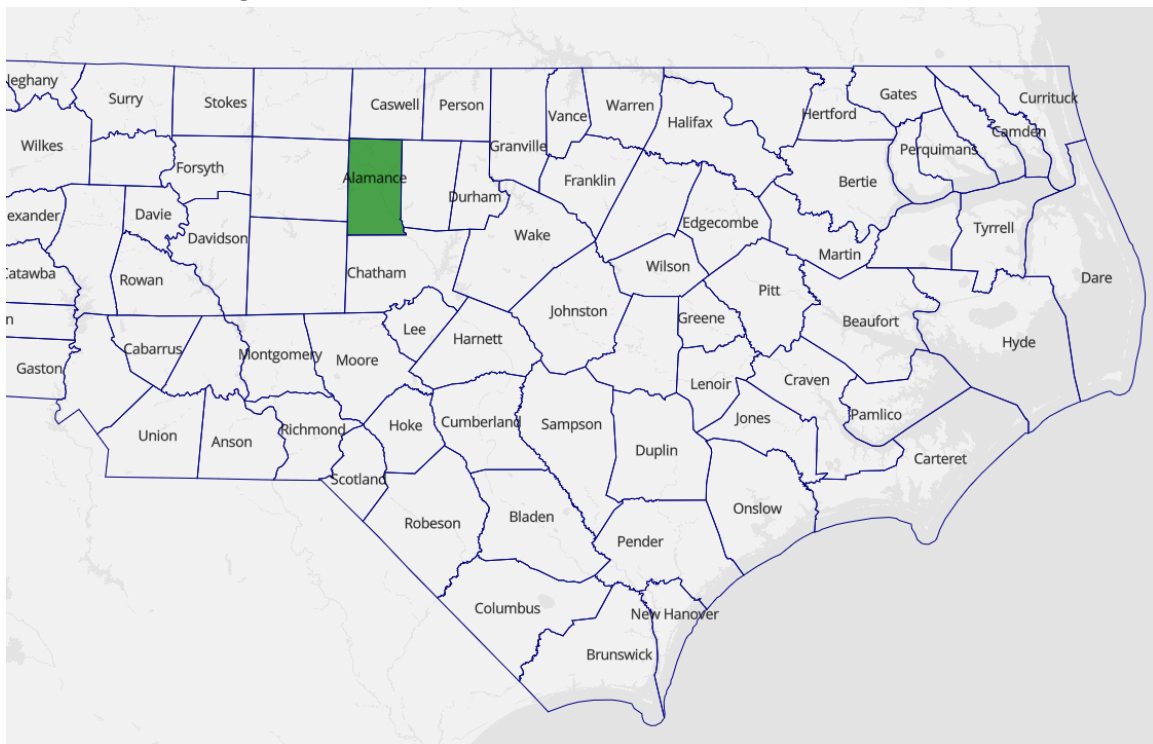 leghany
Surry
Stokes
Caswell
Person
Vance
Warren
Halifax
Hertford
Gates
Currituck
Camden
Wilkes
Forsyth
Alamance
Granville
Franklin
Perquimans
Bertie
Durham
exander
Davie
Davidson
Wake
Edgecombe
Martin
Tyrrell
Dare
atawba
Rowan
Chatham
Wilson
Pitt
n
Cabarrus
Montgomery
Moore
Lee
Harnett
Johnston
Greene
Beaufort
Hyde
Gaston
Lenoir
Craven
Union
Anson
Richmond
Hoke
Cumberland
Sampson
Jones
Pamlico
Scotland
Duplin
Carteret
Robeson
Bladen
Onslow
Pender
Columbus
New Hanover
Brunswick